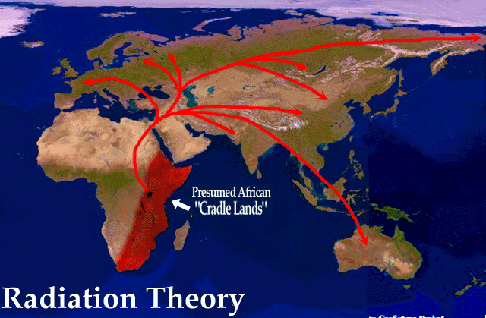 Presumed African
"Cradle Lands"
Radiation Theory